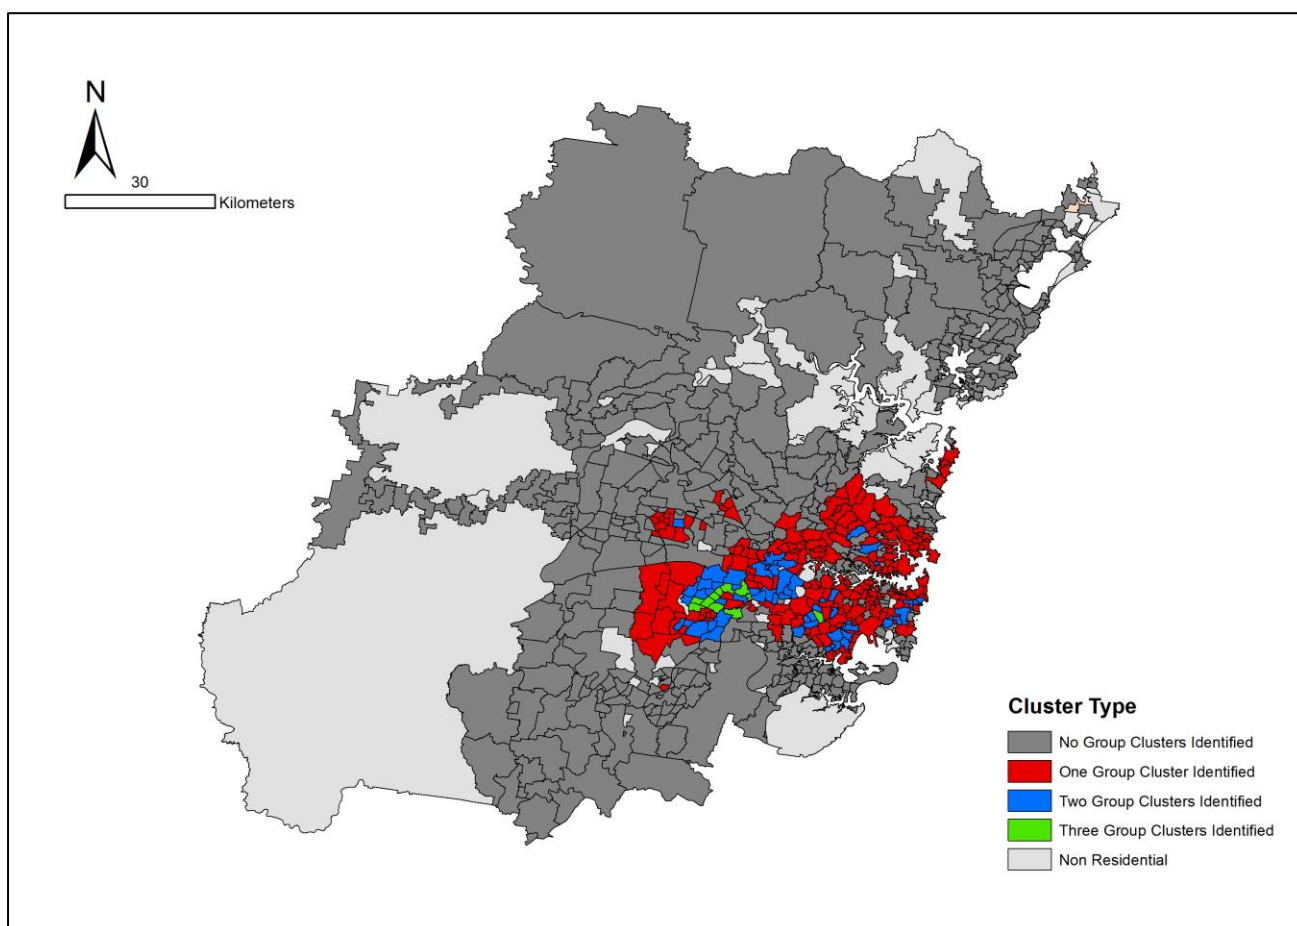 N
30
Kilometers
Cluster Type
No Group Clusters Identified
One Group Cluster Identified
Two Group Clusters Identified
Three Group Clusters Identified
Non Residential